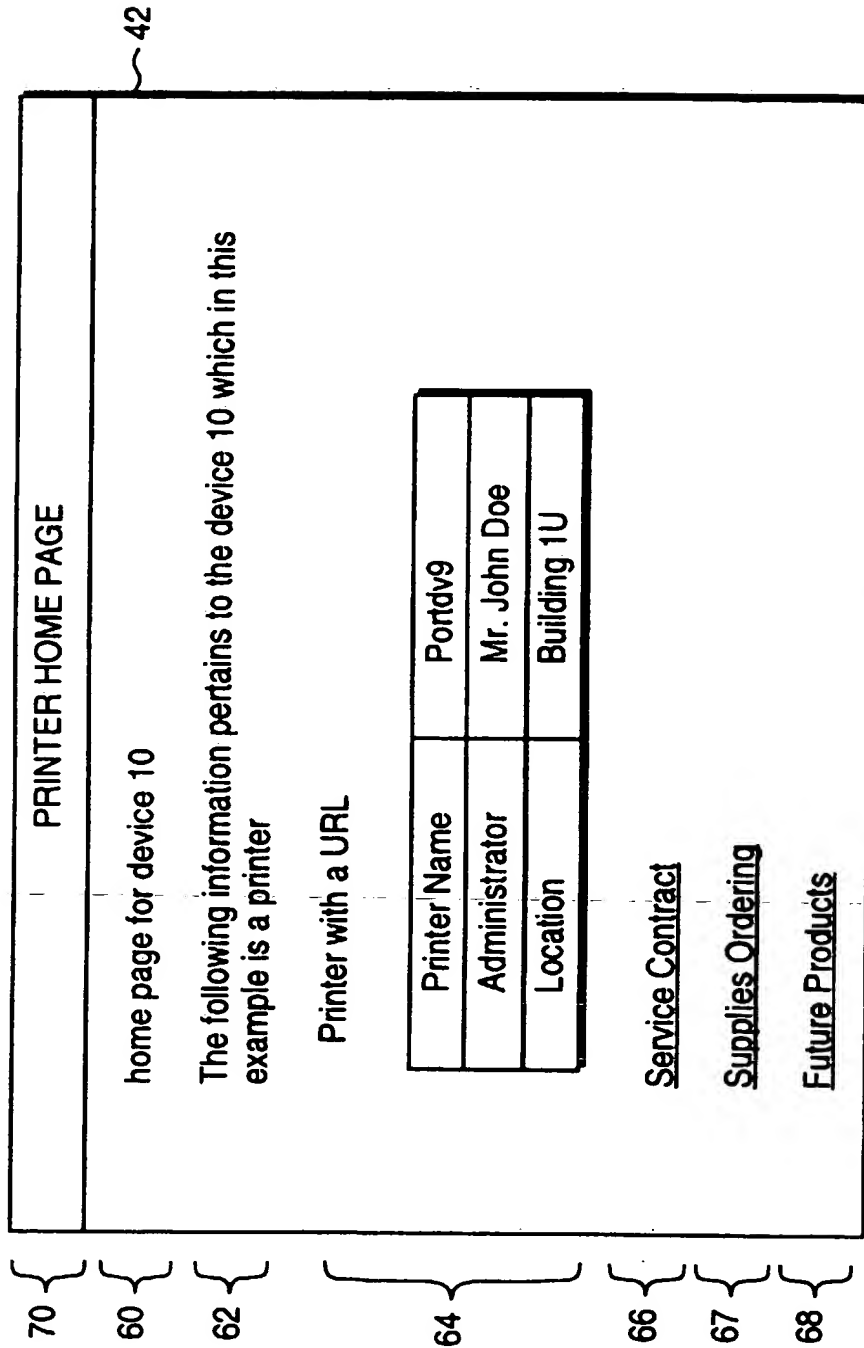 42
70 PRINTER HOME PAGE
60 home page for device 10
62 The following information pertains to the device 10 which in this
example is a printer
Printer with a URL
64
Printer Name Portdv9
Administrator Mr. John Doe
Location Building 1U
66 Service Contract
67 Supplies Ordering
68 Future Products